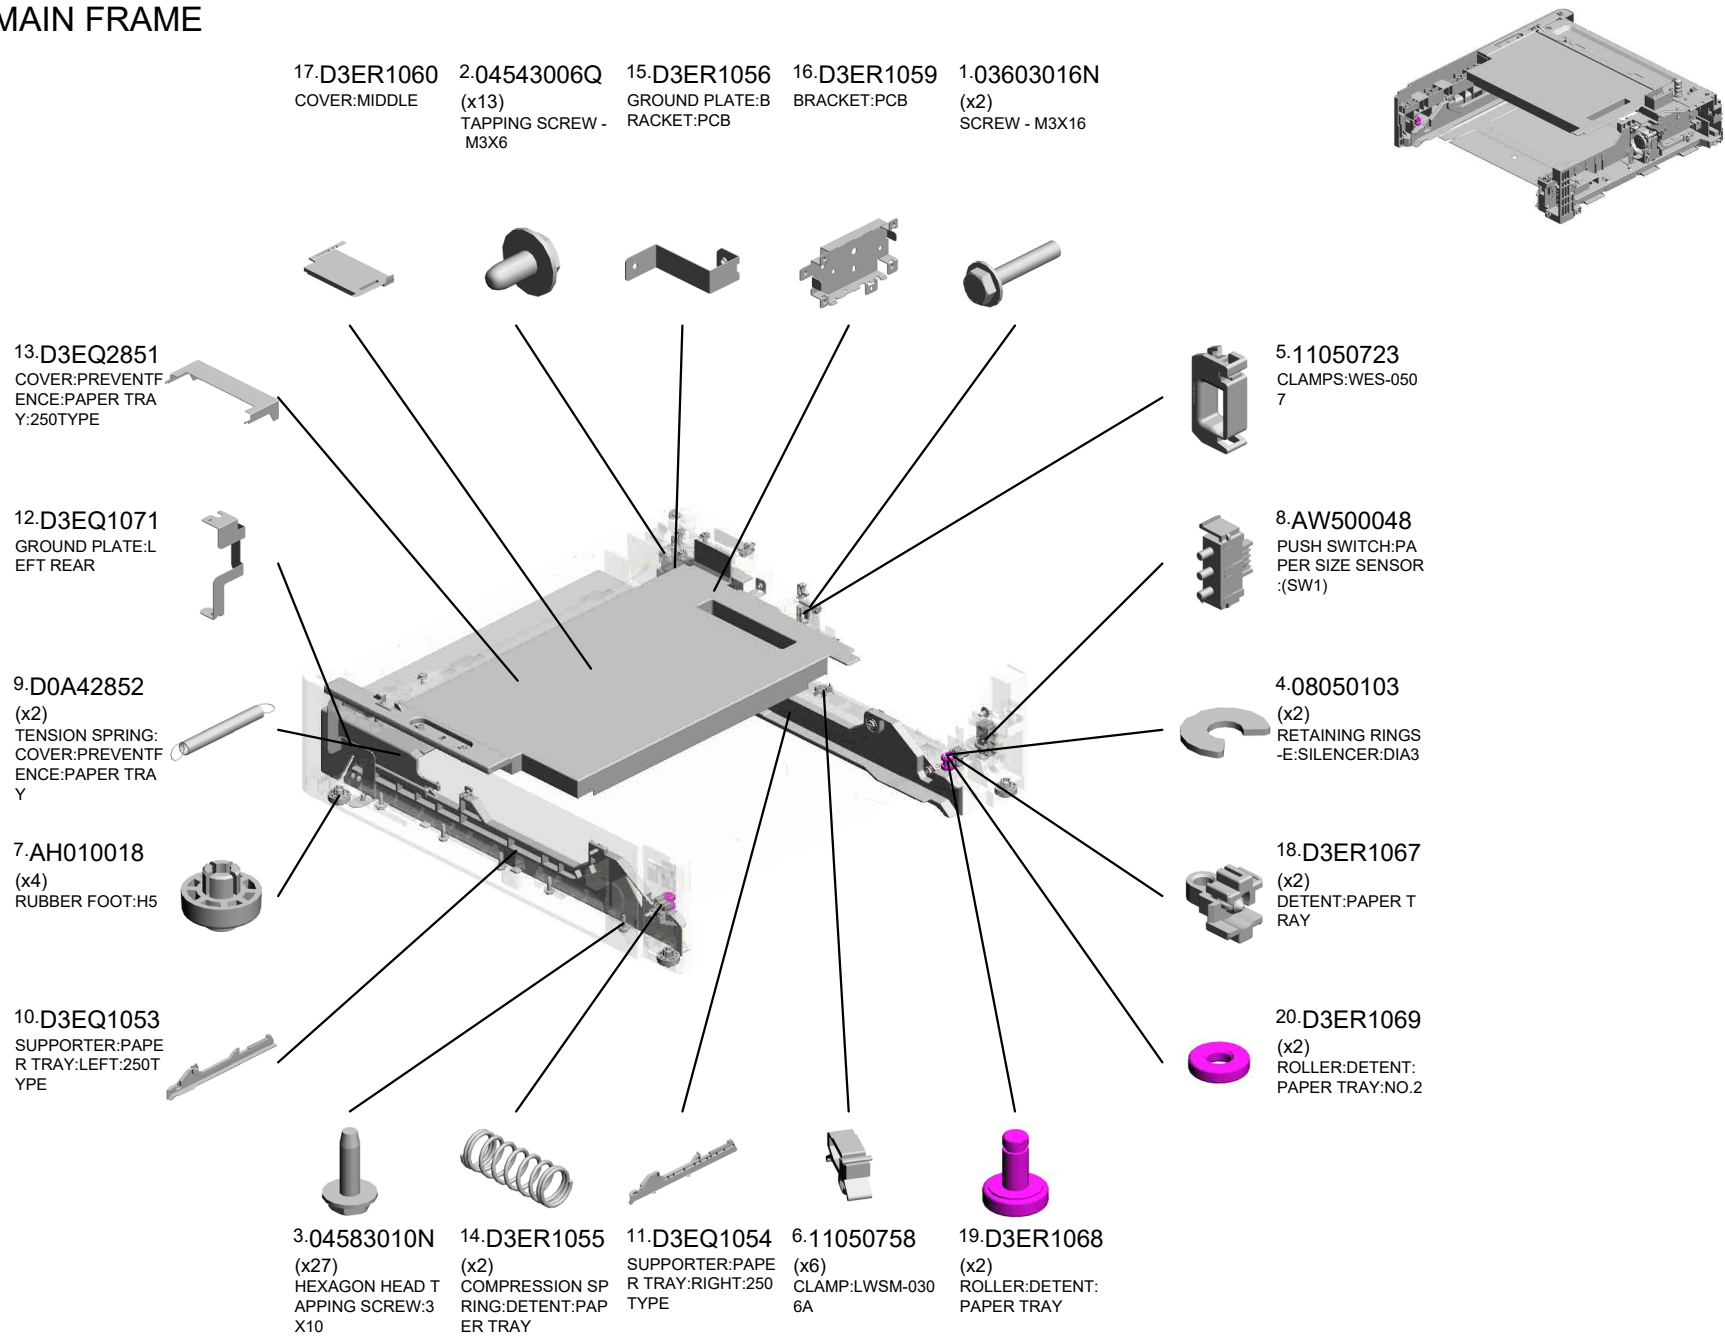 MAIN FRAME
17.D3ER1060
COVER:MIDDLE
2.04543006Q
(x13)
TAPPING SCREW -
M3X6
15.D3ER1056
GROUND PLATE:B
RACKET:PCB
16.D3ER1059
BRACKET:PCB
1.03603016N
(x2)
SCREW - M3X16
13.D3EQ2851
COVER:PREVENTF
ENCE:PAPER TRA
Y:250TYPE
5.11050723
CLAMPS:WES-050
7
12.D3EQ1071
GROUND PLATE:L
EFT REAR
8.AW500048
PUSH SWITCH:PA
PER SIZE SENSOR
:(SW1)
9.D0A42852
(x2)
TENSION SPRING:
COVER:PREVENTF
ENCE:PAPER TRA
Y
4.08050103
(x2)
RETAINING RINGS
-E:SILENCER:DIA3
7.AH010018
(x4)
RUBBER FOOT:H5
18.D3ER1067
(x2)
DETENT:PAPER T
RAY
10.D3EQ1053
SUPPORTER:PAPE
R TRAY:LEFT:250T
YPE
20.D3ER1069
(x2)
ROLLER:DETENT:
PAPER TRAY:NO.2
3.04583010N
(x27)
HEXAGON HEAD T
APPING SCREW:3
X10
14.D3ER1055
(x2)
COMPRESSION SP
RING:DETENT:PAP
ER TRAY
11.D3EQ1054
SUPPORTER:PAPE
R TRAY:RIGHT:250
TYPE
6.11050758
(x6)
CLAMP:LWSM-030
6A
19.D3ER1068
(x2)
ROLLER:DETENT:
PAPER TRAY